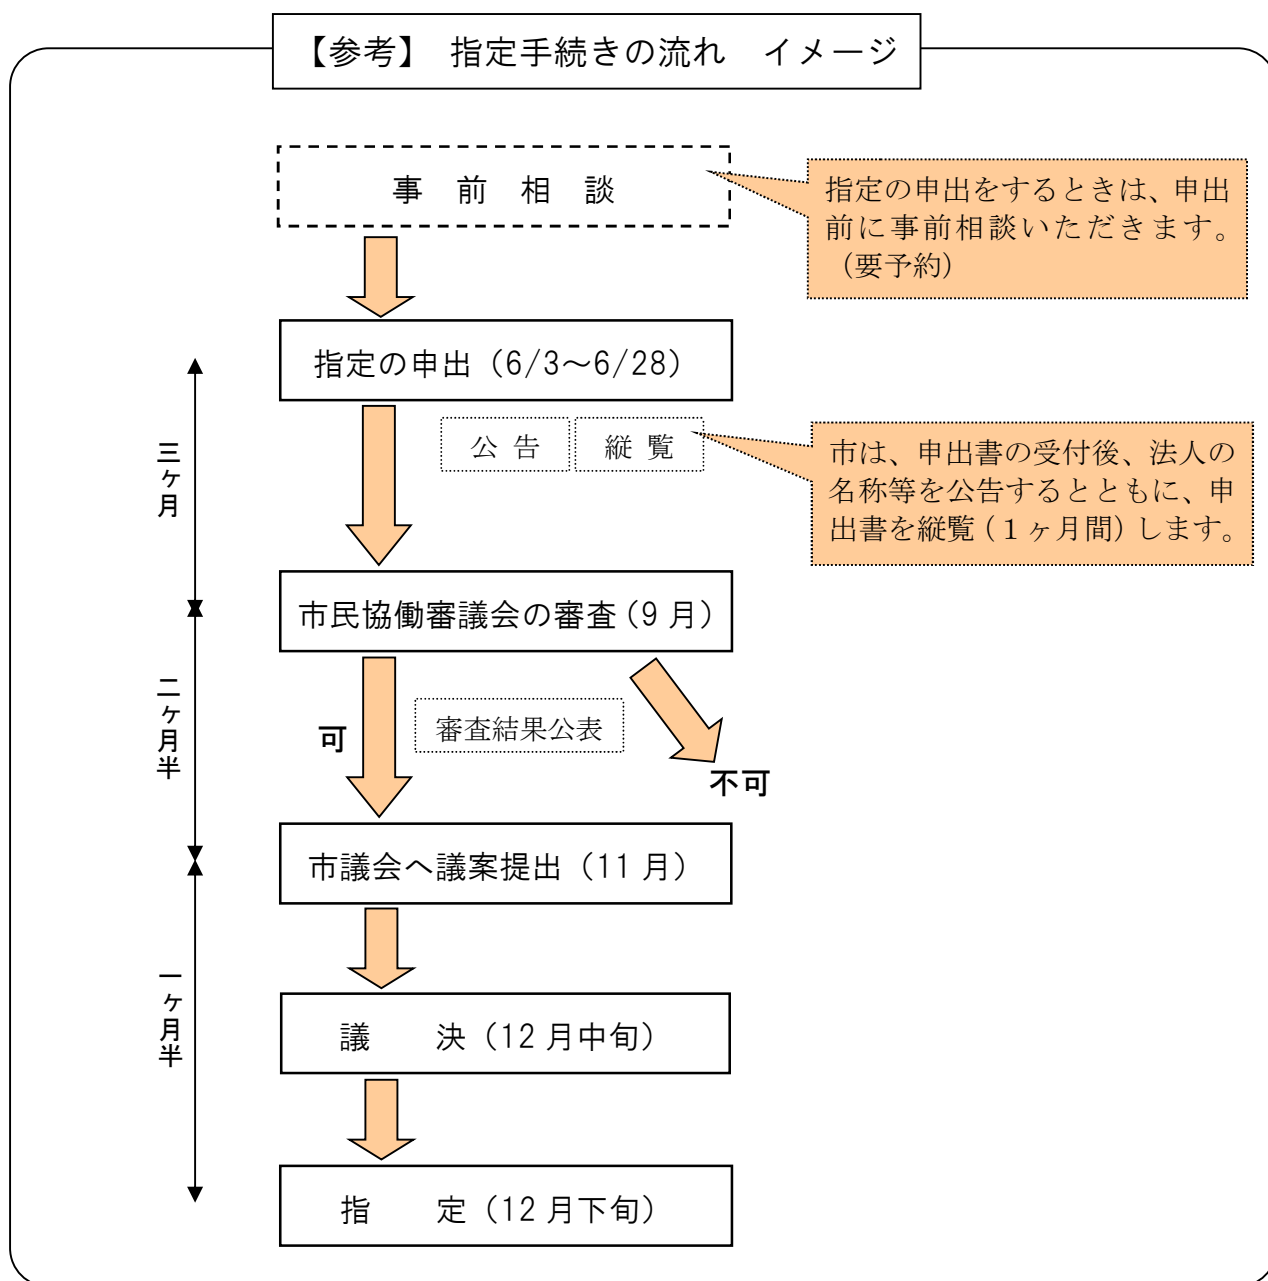 【参考】 指定手続きの流れ　イメージ
事 前 相 談
指定の申出をするときは、申出
前に事前相談いただきます。
（要予約）
指定の申出（6/3～6/28）
公 告
縦 覧
市は、申出書の受付後、法人の
名称等を公告するとともに、申
出書を縦覧（１ヶ月間）します。
三ヶ月
市民協働審議会の審査（9 月）
二ヶ月半
可
審査結果公表
不可
市議会へ議案提出（11 月）
一ヶ月半
議　　決（12 月中旬）
指　　定（12 月下旬）